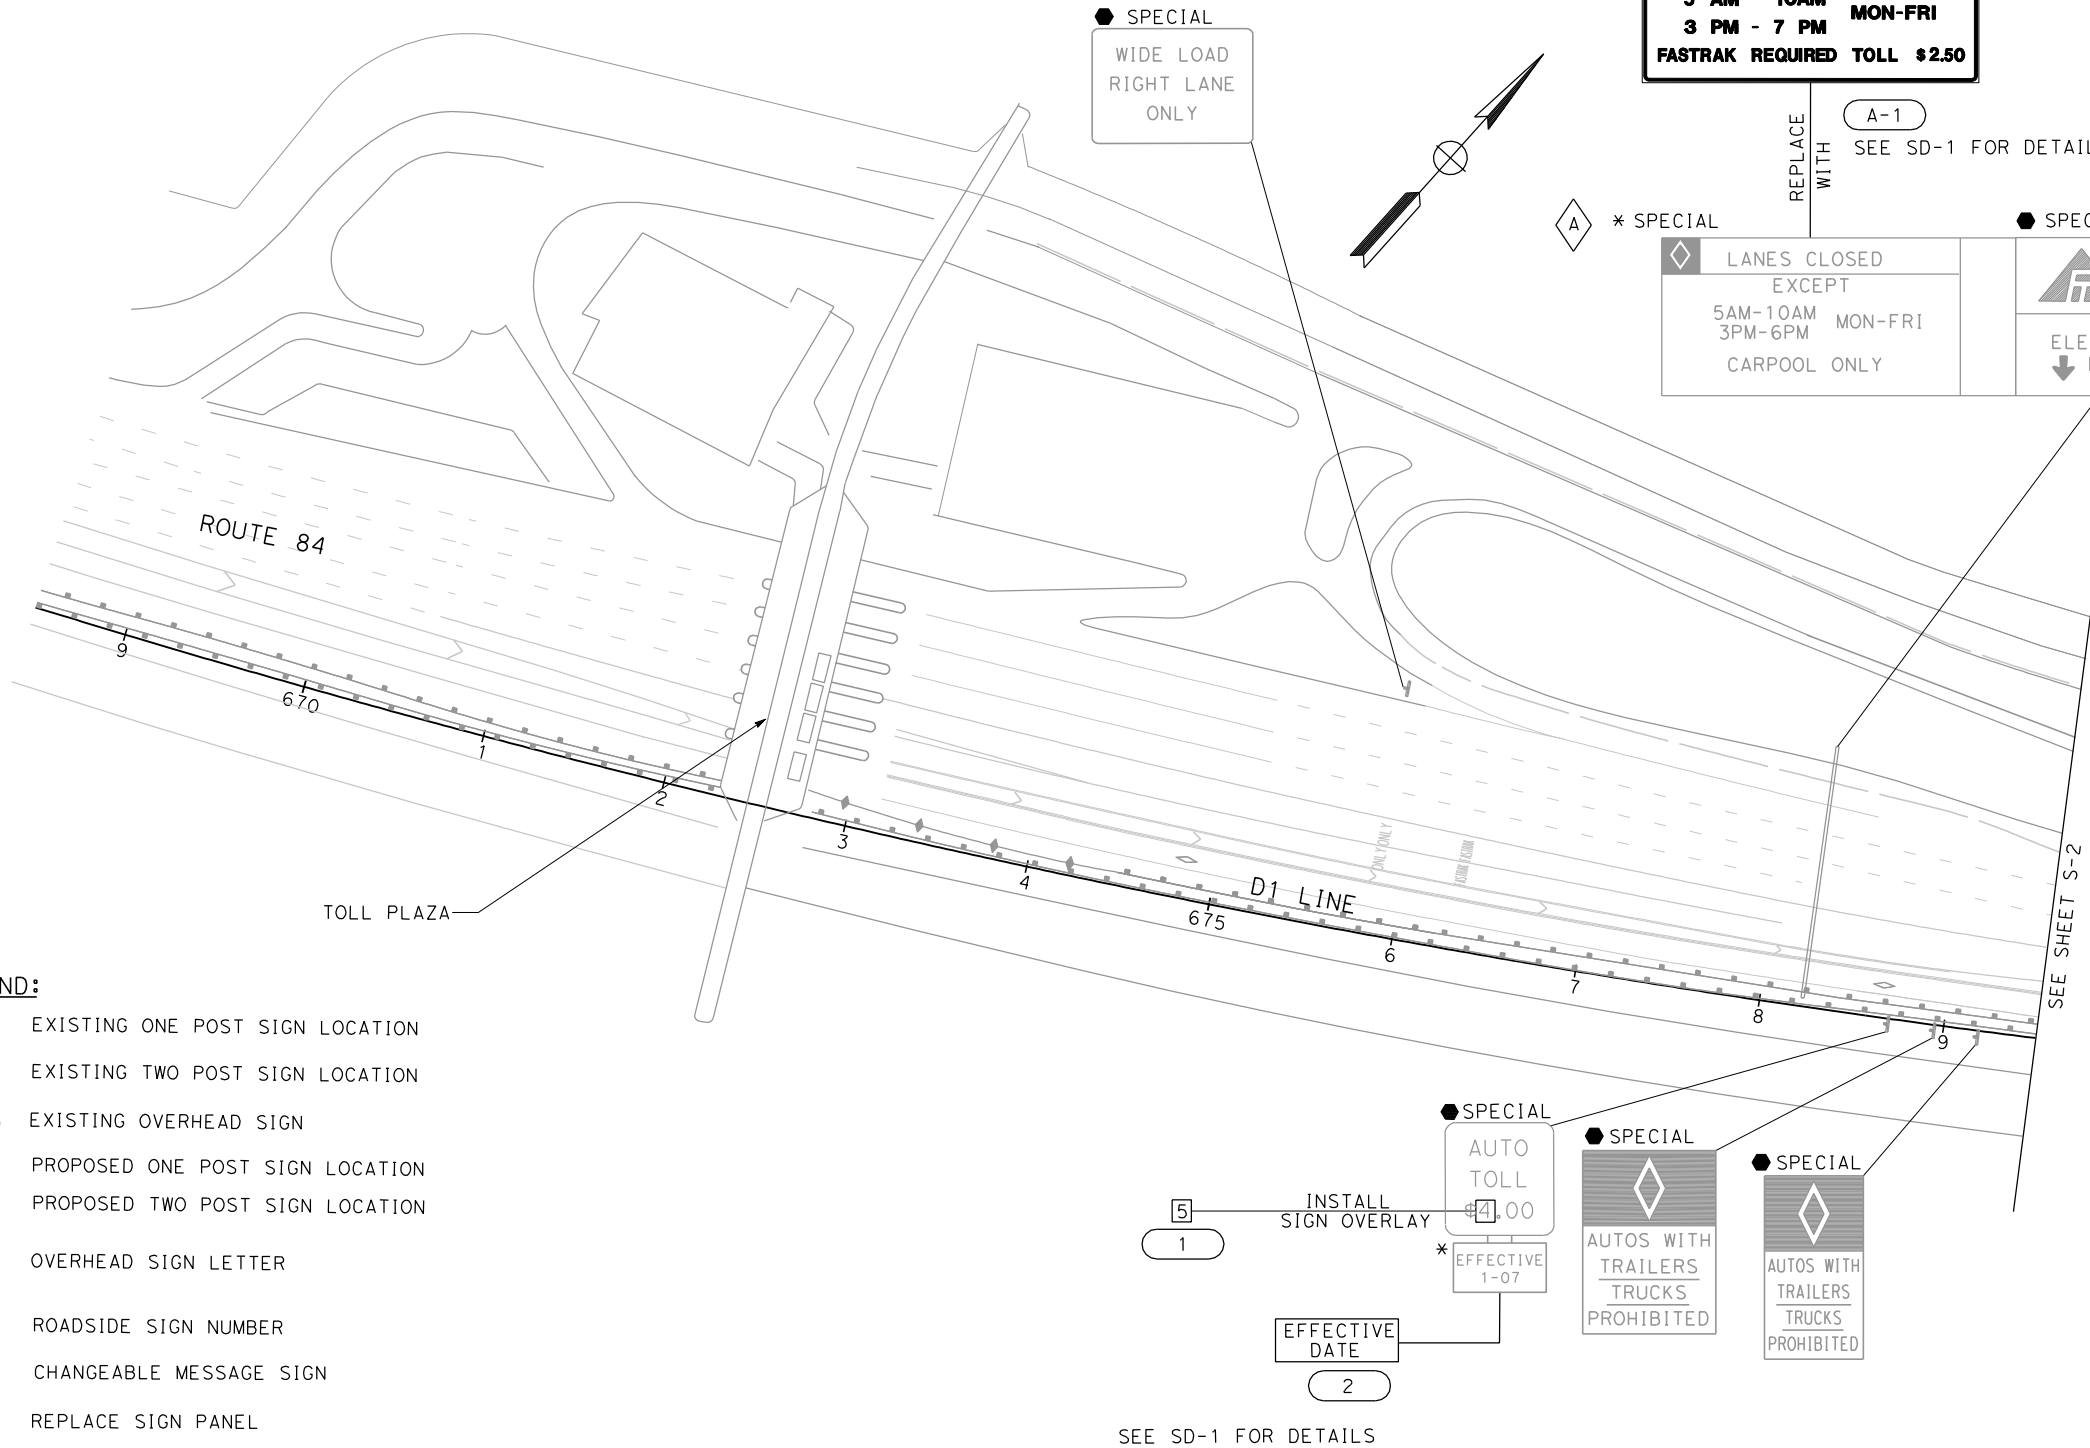 SPECIAL
WIDE LOAD
RIGHT LANE
ONLY
MON-FRI
3 PM - 7 PM
FASTRAK REQUIRED TOLL $2.50
REPLACE
WITH
A-1
SEE SD-1 FOR
A
* SPECIAL
LANES CLOSED
EXCEPT
5AM-10AM
3PM-6PM
MON-FRI
CARPOOL ONLY
ROUTE 84
9
670
1
2
3
4
675
6
7
8
9
D1 LINE
ONLY ONLY
TOLL PLAZA
SEE SHEET S-2
EXISTING ONE POST SIGN LOCATION
EXISTING TWO POST SIGN LOCATION
EXISTING OVERHEAD SIGN
PROPOSED ONE POST SIGN LOCATION
PROPOSED TWO POST SIGN LOCATION
OVERHEAD SIGN LETTER
ROADSIDE SIGN NUMBER
CHANGEABLE MESSAGE SIGN
REPLACE SIGN PANEL
SPECIAL
AUTO
TOLL
$4.00
5
INSTALL
SIGN OVERLAY
1
*
EFFECTIVE
1-07
EFFECTIVE
DATE
2
SEE SD-1 FOR DETAILS
SPECIAL
AUTOS WITH
TRAILERS
TRUCKS
PROHIBITED
SPECIAL
AUTOS WITH
TRAILERS
TRUCKS
PROHIBITED